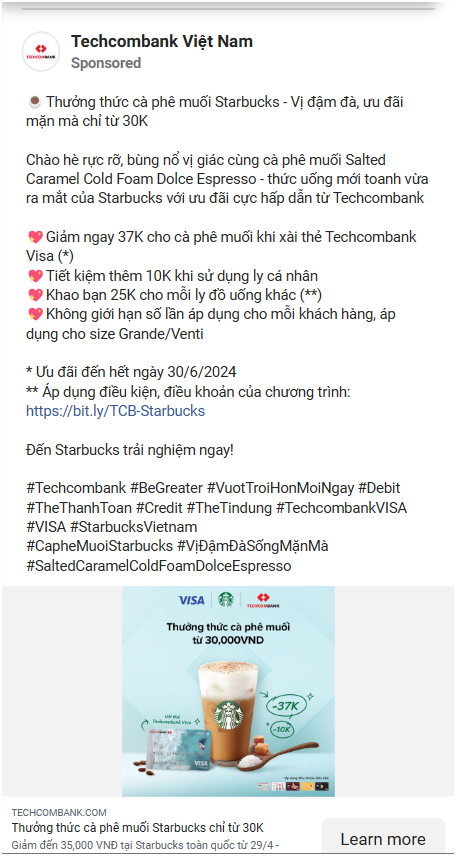 Techcombank Việt Nam
Sponsored
☕ Thưởng thức cà phê muối Starbucks - Vị đậm đà, ưu đãi
mặn mà chỉ từ 30K
Chào hè rực rỡ, bùng nổ vị giác cùng cà phê muối Salted
Caramel Cold Foam Dolce Espresso - thức uống mới toanh vừa
ra mắt của Starbucks với ưu đãi cực hấp dẫn từ Techcombank
💖Giảm ngay 37K cho cà phê muối khi xài thẻ Techcombank
Visa (*)
💖Tiết kiệm thêm 10K khi sử dụng ly cá nhân
💖Khao bạn 25K cho mỗi ly đồ uống khác (**)
💖Không giới hạn số lần áp dụng cho mỗi khách hàng, áp
dụng cho size Grande/Venti
* Ưu đãi đến hết ngày 30/6/2024
** Áp dụng điều kiện, điều khoản của chương trình:
https://bit.ly/TCB-Starbucks
Đến Starbucks trải nghiệm ngay!
#Techcombank #BeGreater #VuotTroiHonMoiNgay #Debit
#TheThanhToan #Credit #TheTindung #TechcombankVISA
#VISA #StarbucksVietnam
#CapheMuoiStarbucks #VịĐậmĐàSốngMặnMà
#SaltedCaramelColdFoamDolceEspresso
VISA TECHCOMBANK
Thưởng thức cà phê muối
từ 30,000VND
-37K
-10K
Với thẻ
Techcombank Visa
TECHCOMBANK.COM
Thưởng thức cà phê muối Starbucks chỉ từ 30K
Giảm đến 35,000 VNĐ tại Starbucks toàn quốc từ 29/4 -
Learn more